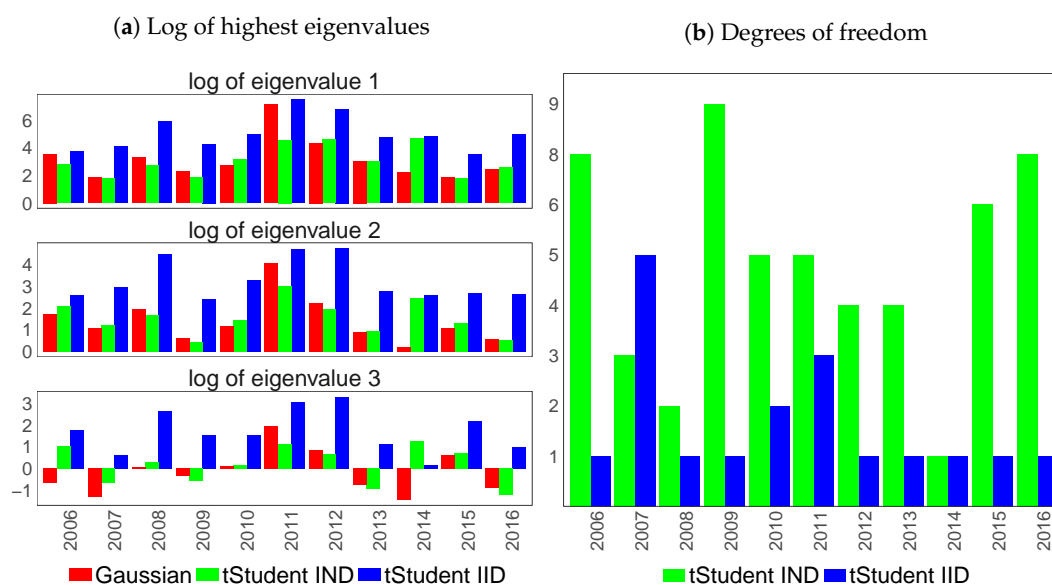 (a) Log of highest eigenvalues
log of eigenvalue 1
6
4
2
0
log of eigenvalue 2
4
3
2
1
0
log of eigenvalue 3
3
2
1
0
−1
2006 2007 2008 2009 2010 2011 2012 2013 2014 2015 2016
Gaussian tStudent IND tStudent IID
(b) Degrees of freedom
9
8
6
5
4
3
2
1
2006 2007 2008 2009 2010 2011 2012 2013 2014 2015 2016
tStudent IND tStudent IID